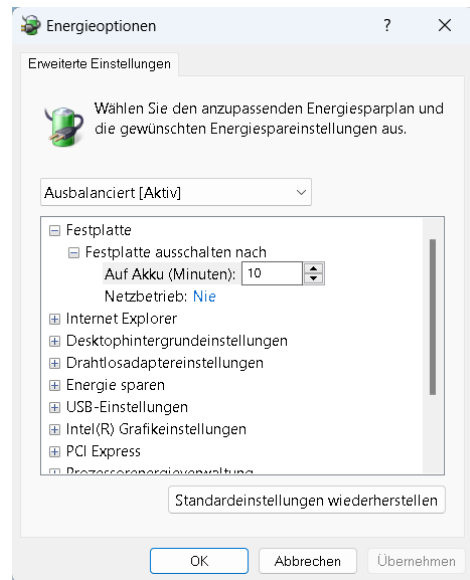 Energieoptionen
Erweiterte Einstellungen
Wählen Sie den anzupassenden Energiesparplan und
die gewünschten Energiespareinstellungen aus.
Ausbalanciert [Aktiv]
Festplatte
Festplatte ausschalten nach
Auf Akku (Minuten): 10
Netzbetrieb: Nie
Internet Explorer
Desktophintergrundeinstellungen
Drahtlosadaptereinstellungen
Energie sparen
USB-Einstellungen
Intel(R) Grafikeinstellungen
PCI Express
Prozessorenergieverwaltung
Standardeinstellungen wiederherstellen
OK Abbrechen Übernehmen